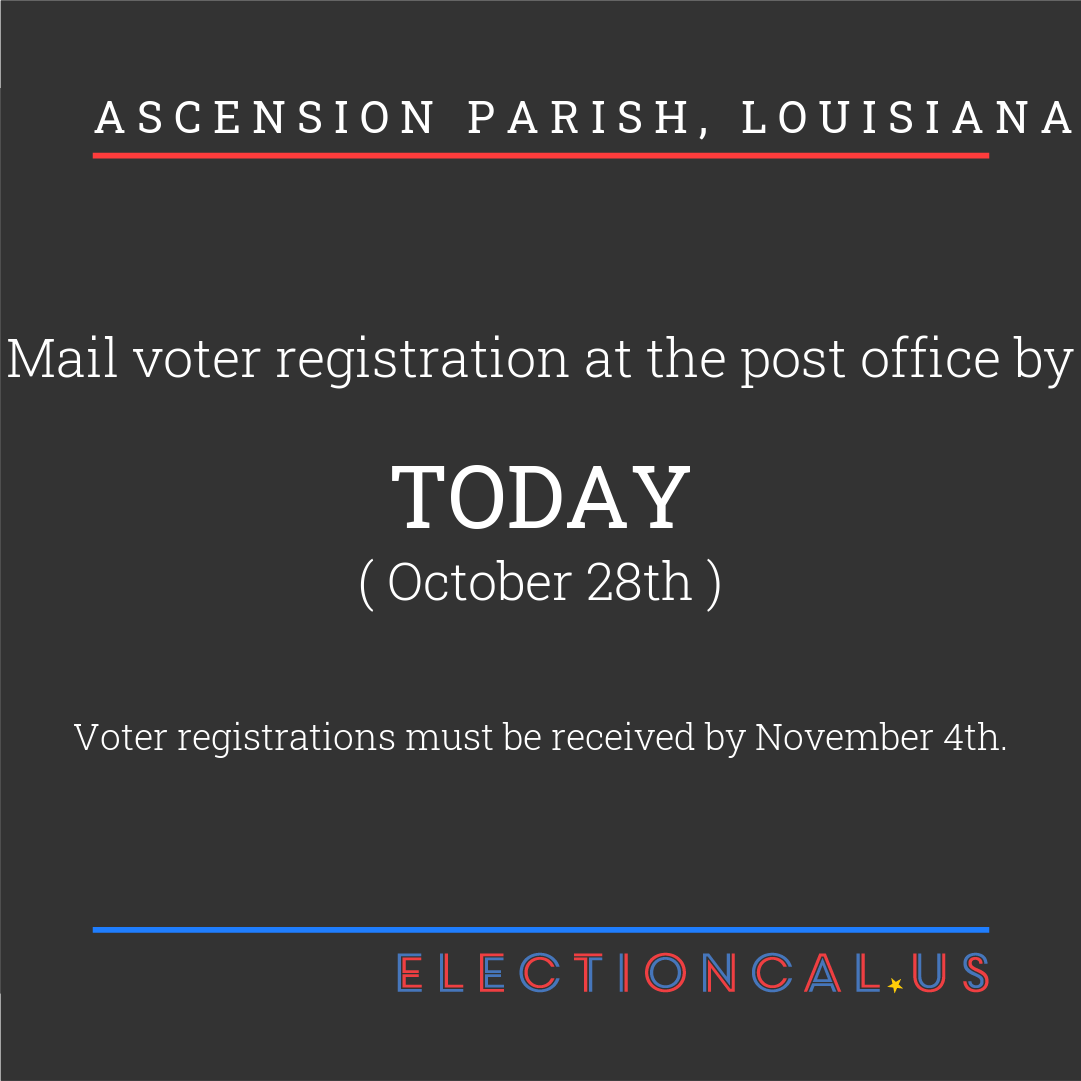 ASCENSION PARISH, LOUISIANA
Mail voter registration at the post office by
TODAY
( October 28th )
Voter registrations must be received by November 4th.
ELECTIONCAL.US